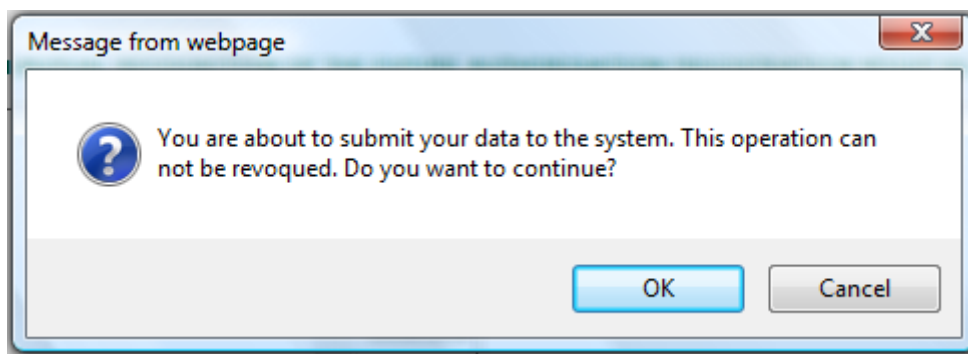 Message from webpage
You are about to submit your data to the system. This operation can
not be revoqued. Do you want to continue?
OK
Cancel